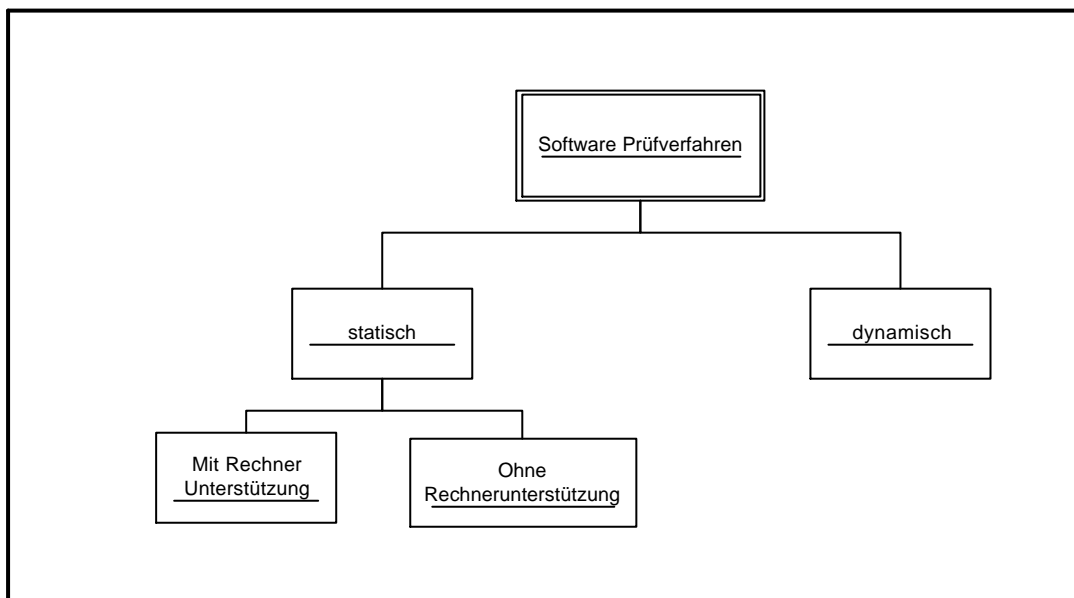 Software Prüfverfahren
statisch
dynamisch
Mit Rechner
Unterstützung
Ohne
Rechnerunterstützung